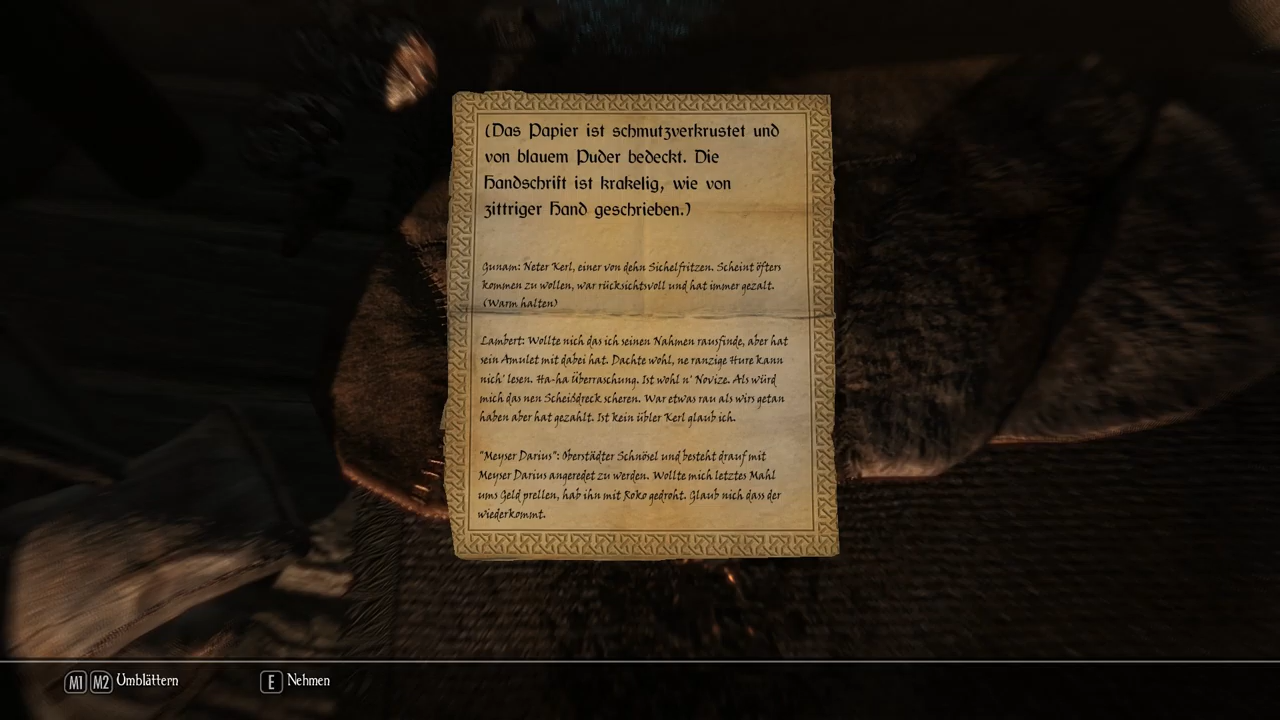 (Das Papier ist schmutzverkrustet und
von blauem Puder bedeckt. Die
Handschrift ist krakelig, wie von
zittriger Hand geschrieben.)
Gunam: Neter Kerl, einer von dehn Sichelfritzen. Scheint öfters
kommen zu wollen, war rücksichtsvoll und hat immer gezalt.
(Warm halten)
Lambert: Wollte nich das ich seinen Nahmen rausfinde, aber hat
sein Amulet mit dabei hat. Dachte wohl, ne ranzige Hure kann
nich' lesen. Ha-ha Überraschung. Ist wohl n' Novize. Als würd
mich das nen Scheißdreck scheren. War etwas rau als wirs getan
haben aber hat gezahlt. Ist kein übler Kerl glaub ich.
"Meyser Darius": Oberstädter Schnösel und besteht drauf mit
Meyser Darius angeredet zu werden. Wollte mich letztes Mahl
ums Geld prellen, hab ihn mit Roko gedroht. Glaub nich dass der
wiederkommt.
M1 M2 Umblättern
E Nehmen